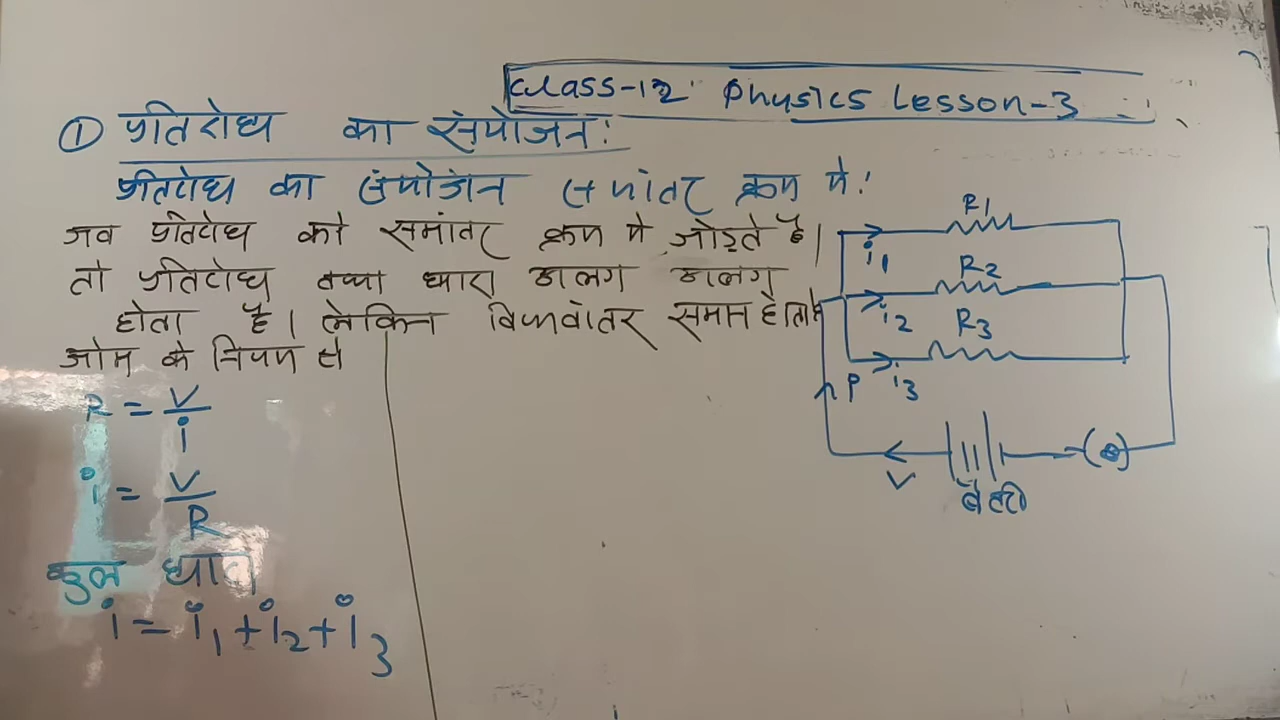 Class-12 Physics Lesson-3
① प्रतिरोध का संयोजन:
प्रतिरोध का संयोजन समांतर क्रम मे:
जव प्रतिरोध को समांतर क्रम मे जोड़ते है।
तो प्रतिरोध तथा धारा अलग अलग
होता है। लेकिन विभवांतर समान होता है
ओम के नियम से
R = V/i
i = V/R
कुल धारा
i = i₁ + i₂ + i₃
R1
i₁
R2
i₂
R3
P i₃
V
बैटरी